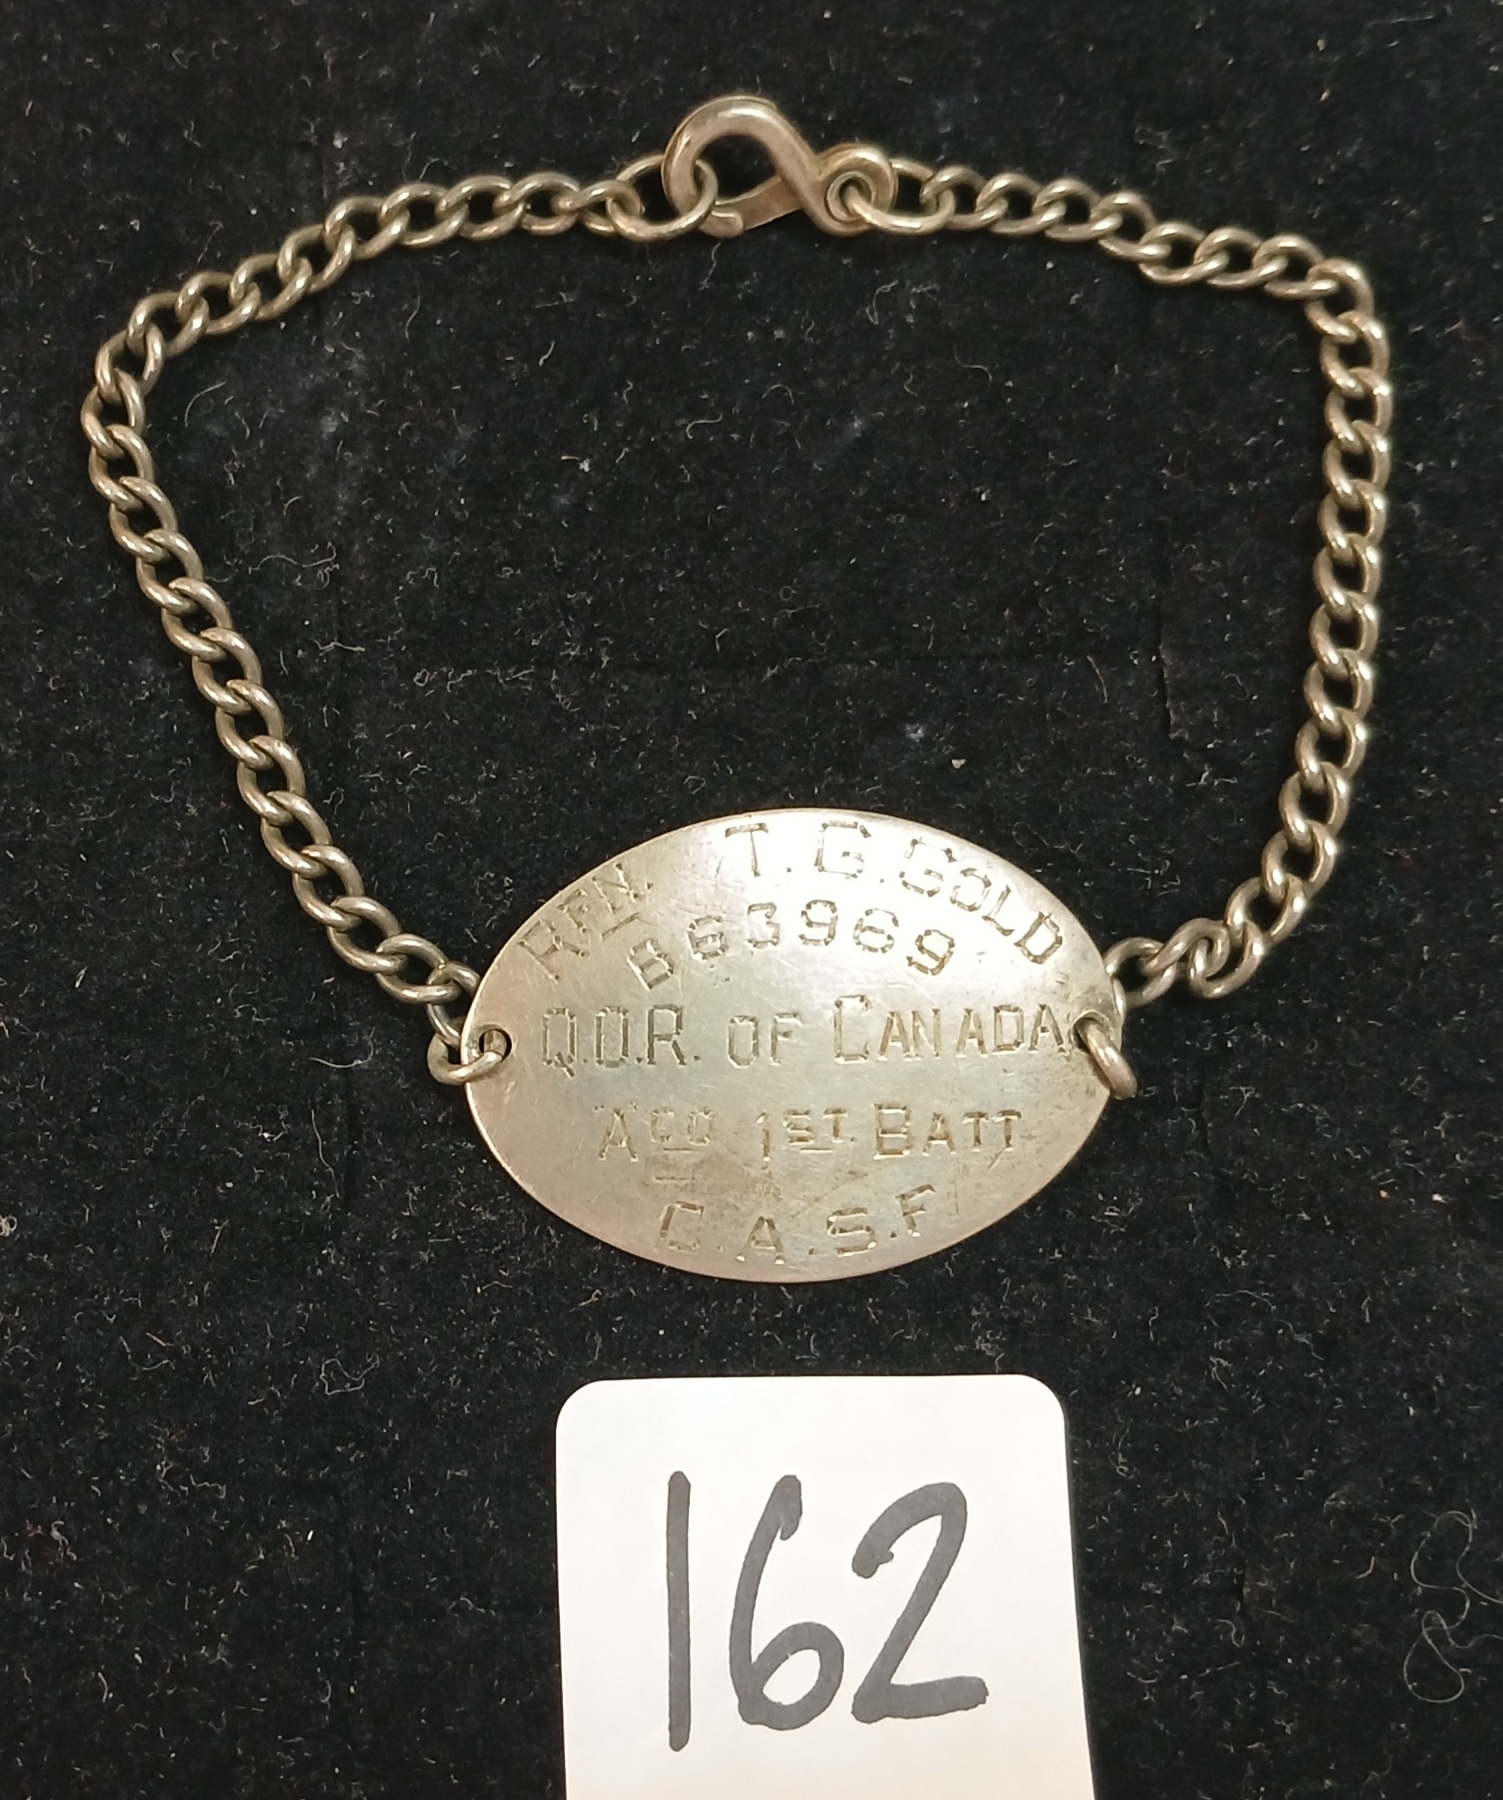 RFN. T. G. GOLD
B63969
Q.O.R. OF CANADA
A CO 1ST. BATT
C.A.S.F
162